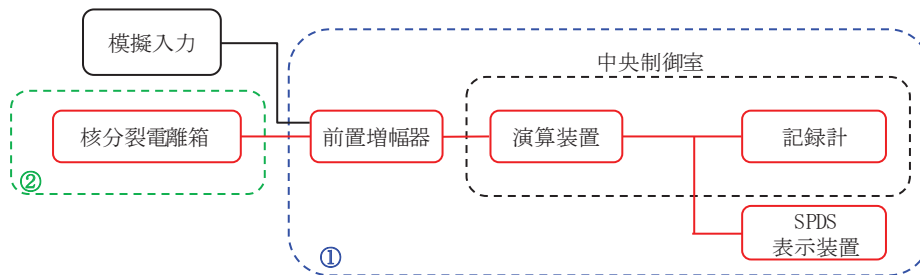 模擬入力
中央制御室
核分裂電離箱
前置増幅器
演算装置
記録計
②
SPDS
表示装置
①